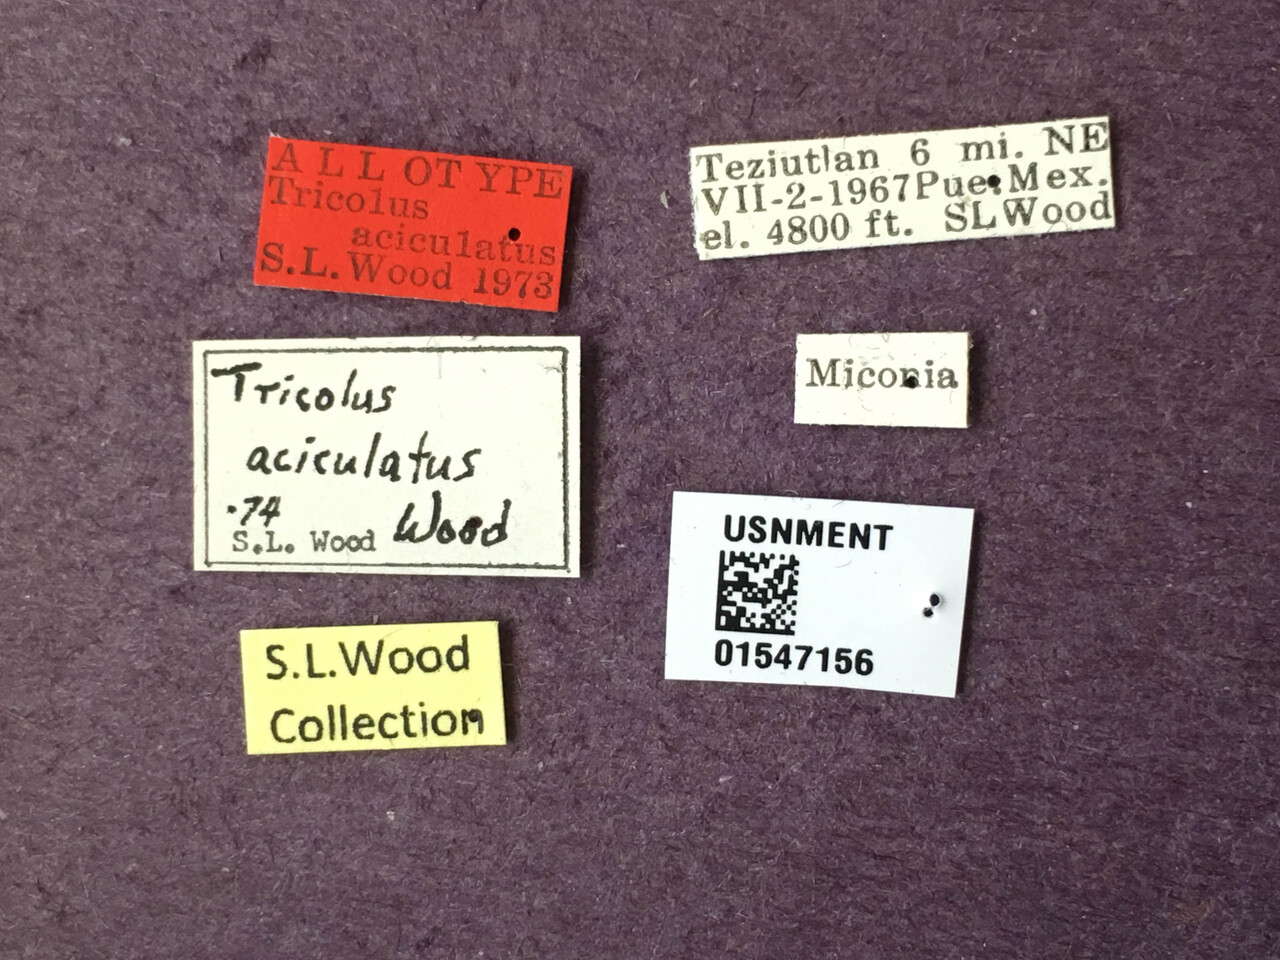 ALLOTYPE
Tricolus
aciculatus
S.L.Wood 1973
Teziutlan 6 mi. NE
VII-2-1967Pue.Mex.
el. 4800 ft. SLWood
Tricolus
aciculatus
'74 Wood
S.L. Wood
Miconia
USNMENT
01547156
S.L.Wood
Collection